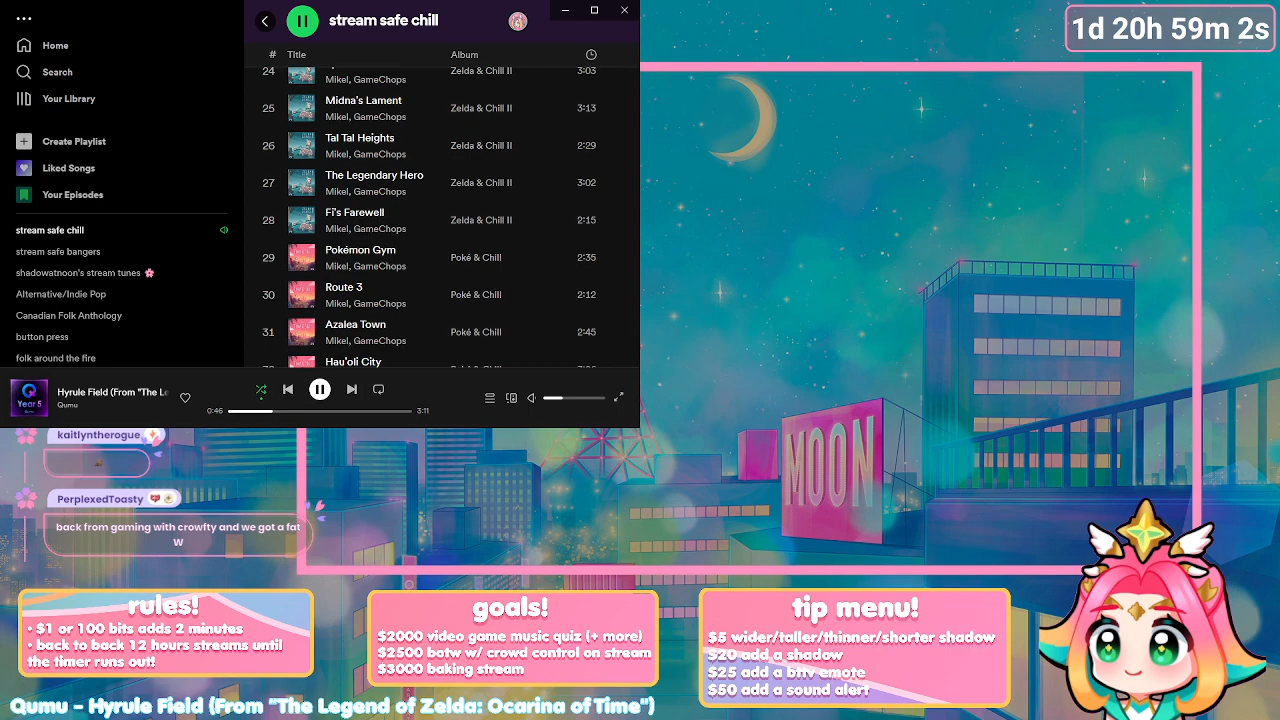 stream safe chill
1d 20h 59m 2s
Home
Search
Your Library
Create Playlist
Liked Songs
Your Episodes
stream safe chill
stream safe bangers
shadowatnoon's stream tunes
Alternative/Indie Pop
Canadian Folk Anthology
button press
folk around the fire
# Title Album
24 Mikel, GameChops Zelda & Chill II 3:03
25 Midna's Lament Zelda & Chill II 3:13
Mikel, GameChops
26 Tal Tal Heights Zelda & Chill II 2:29
Mikel, GameChops
27 The Legendary Hero Zelda & Chill II 3:02
Mikel, GameChops
28 Fi's Farewell Zelda & Chill II 2:15
Mikel, GameChops
29 Pokémon Gym Poké & Chill 2:35
Mikel, GameChops
30 Route 3 Poké & Chill 2:12
Mikel, GameChops
31 Azalea Town Poké & Chill 2:45
Mikel, GameChops
Hau'oli City
Year 5
Hyrule Field (From "The Le
Qumu
0:46 3:11
MOON
kaitlyntherogue
PerplexedToasty
back from gaming with crowfty and we got a fat
W
rules!
• $1 or 100 bits adds 2 minutes
• back to back 12 hours streams until
the timer runs out!
goals!
$2000 video game music quiz (+ more)
$2500 botw w/ crowd control on stream
$3000 baking stream
tip menu!
$5 wider/taller/thinner/shorter shadow
$20 add a shadow
$25 add a bttv emote
$50 add a sound alert
Qumu - Hyrule Field (From "The Legend of Zelda: Ocarina of Time")